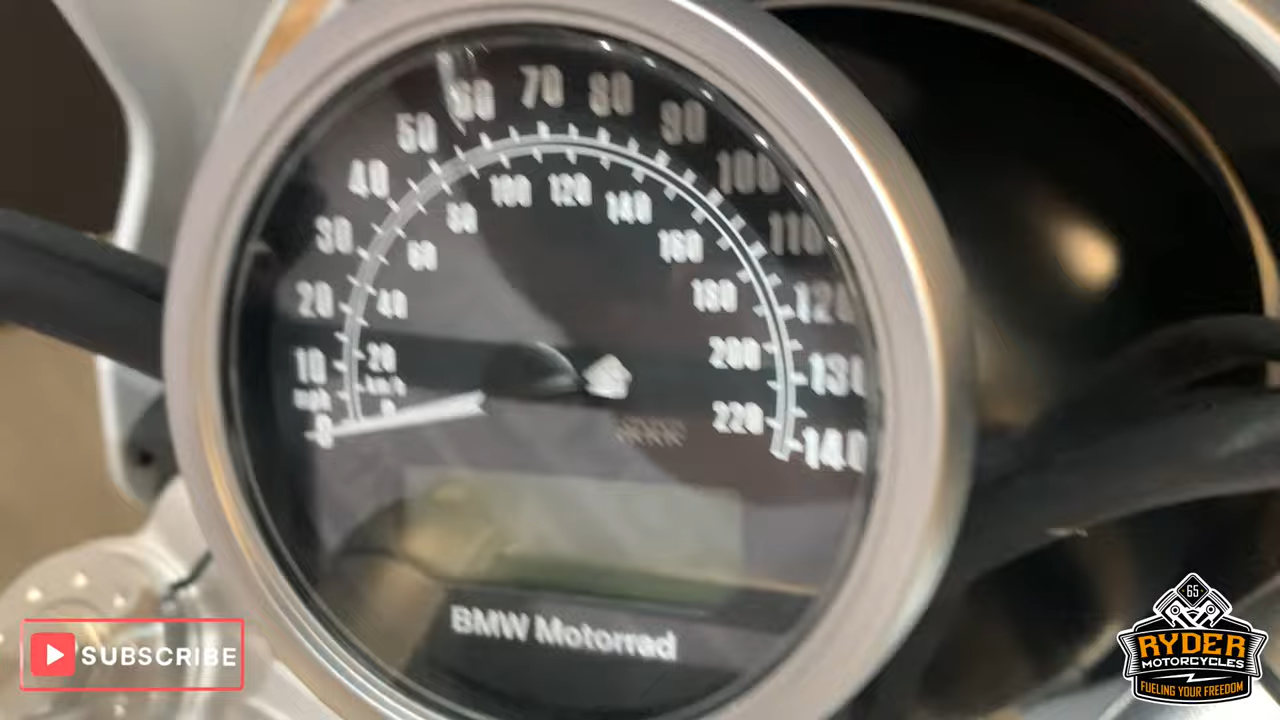 50 60 70 80 90
40 100
30 110
20 120
10 130
mph
0 140
80 100 120 140
60 160
40 180
20 200
km/h
0 220
BMW Motorrad
SUBSCRIBE
65
RYDER
MOTORCYCLES
FUELING YOUR FREEDOM